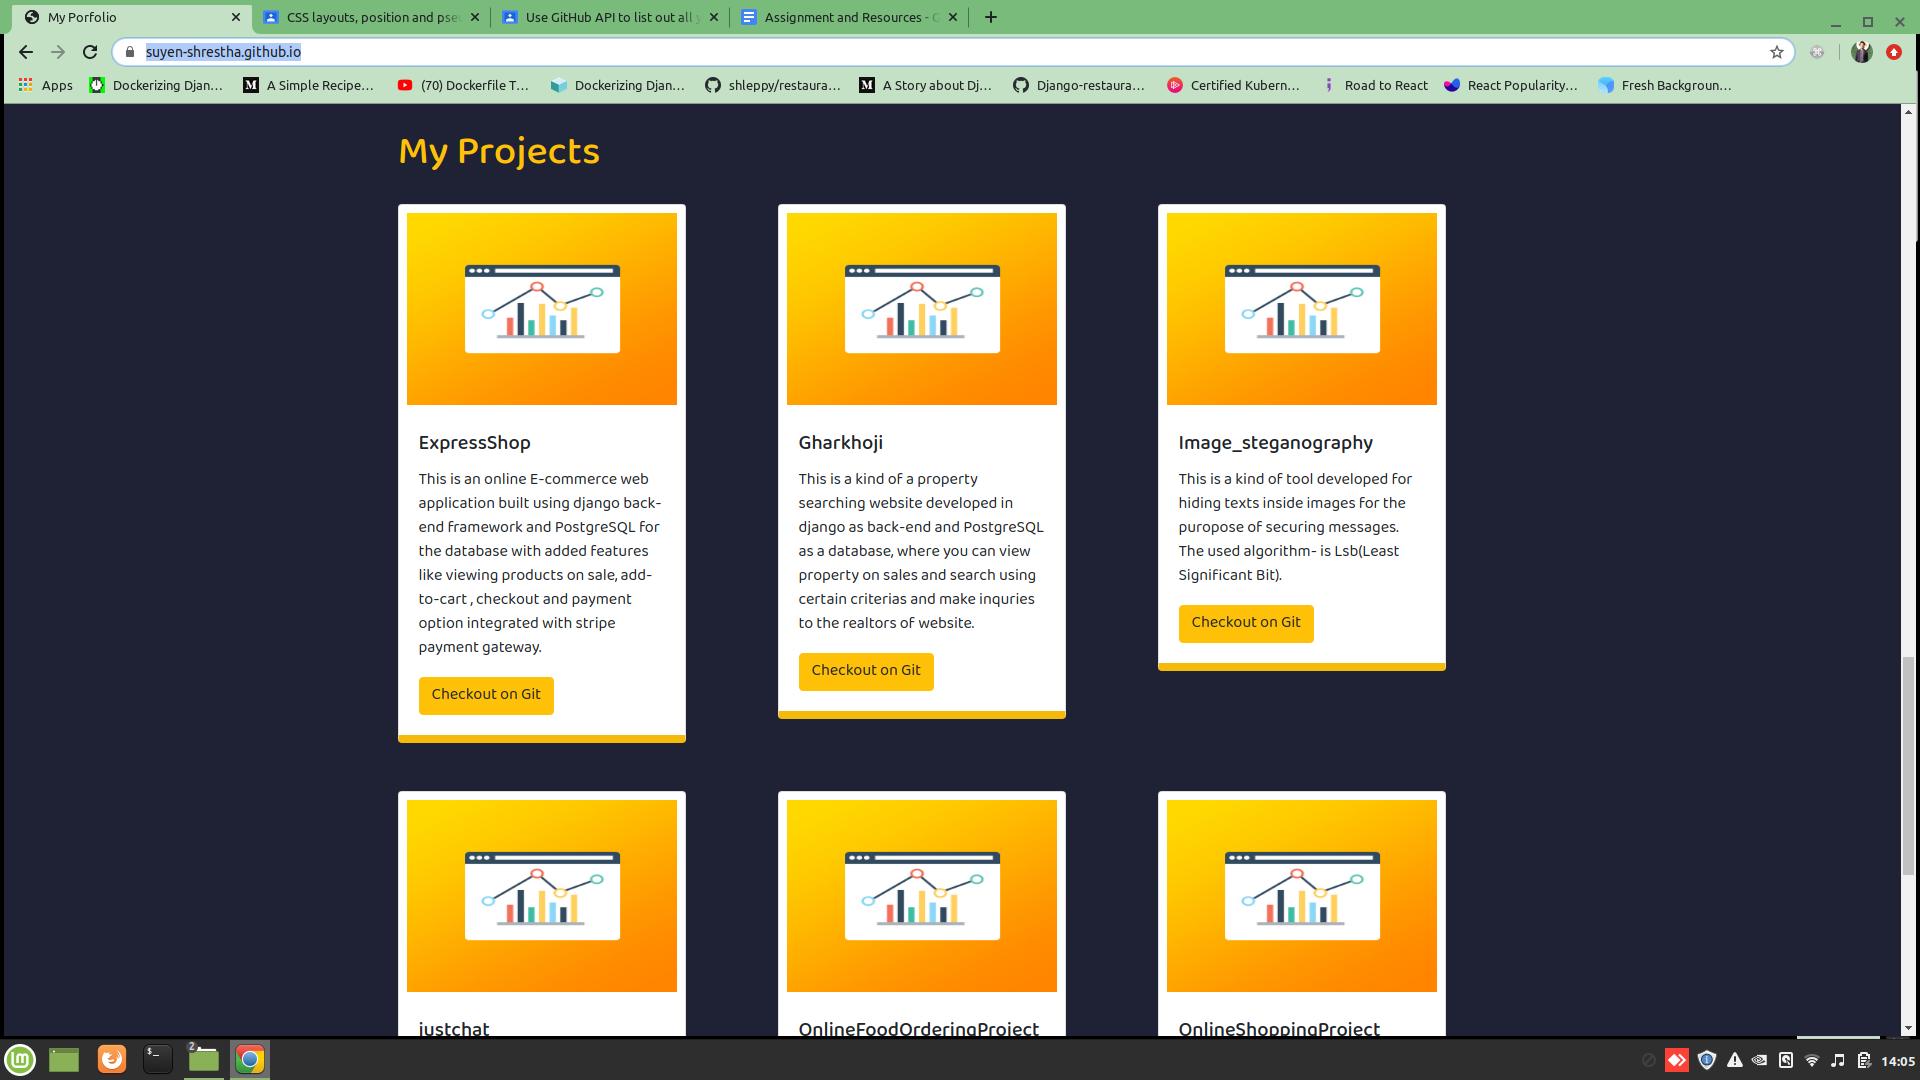 My Porfolio
CSS layouts, position and pse
Use GitHub API to list out all y
Assignment and Resources - G
suyen-shrestha.github.io
Apps
Dockerizing Djan...
A Simple Recipe...
(70) Dockerfile T...
Dockerizing Djan...
shleppy/restaura...
A Story about Dj...
Django-restaura...
Certified Kubern...
Road to React
React Popularity...
Fresh Backgroun...
My Projects
ExpressShop
This is an online E-commerce web
application built using django back-
end framework and PostgreSQL for
the database with added features
like viewing products on sale, add-
to-cart , checkout and payment
option integrated with stripe
payment gateway.
Checkout on Git
Gharkhoji
This is a kind of a property
searching website developed in
django as back-end and PostgreSQL
as a database, where you can view
property on sales and search using
certain criterias and make inquries
to the realtors of website.
Checkout on Git
Image_steganography
This is a kind of tool developed for
hiding texts inside images for the
puropose of securing messages.
The used algorithm- is Lsb(Least
Significant Bit).
Checkout on Git
justchat
OnlineFoodOrderingProject
OnlineShoppingProject
2
14:05